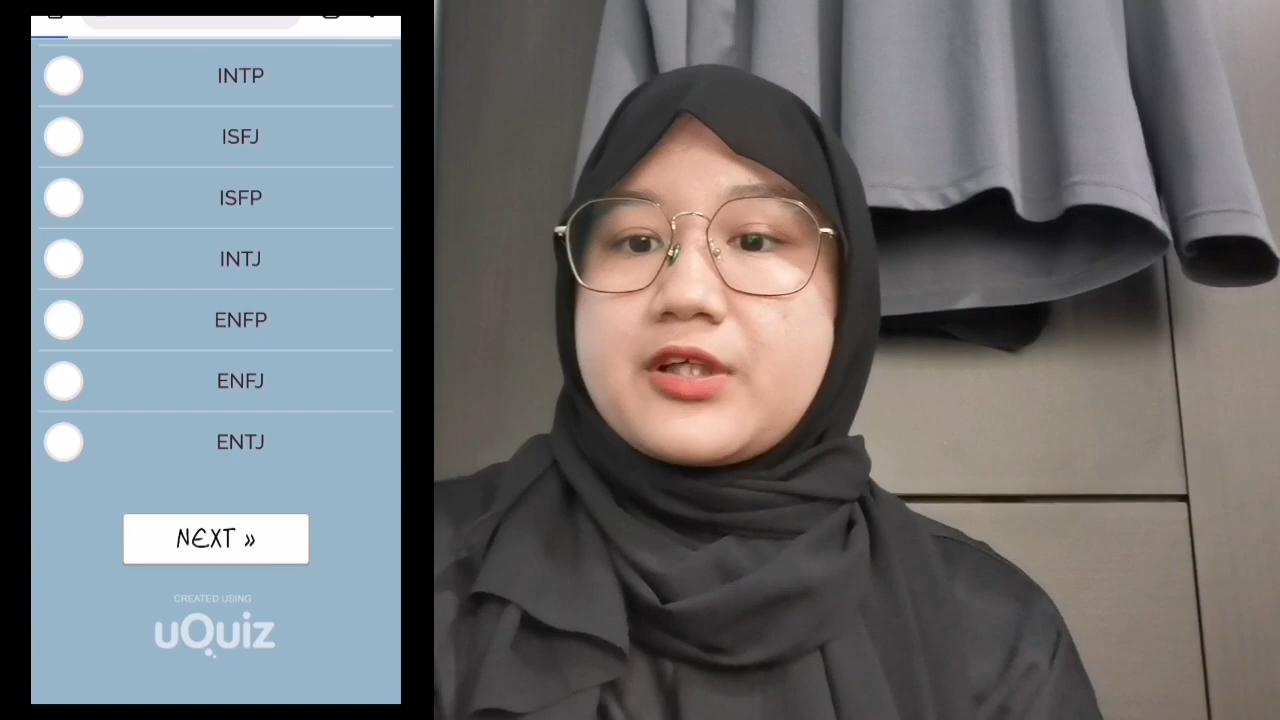 INTP
ISFJ
ISFP
INTJ
ENFP
ENFJ
ENTJ
NEXT »
CREATED USING
uQuiz